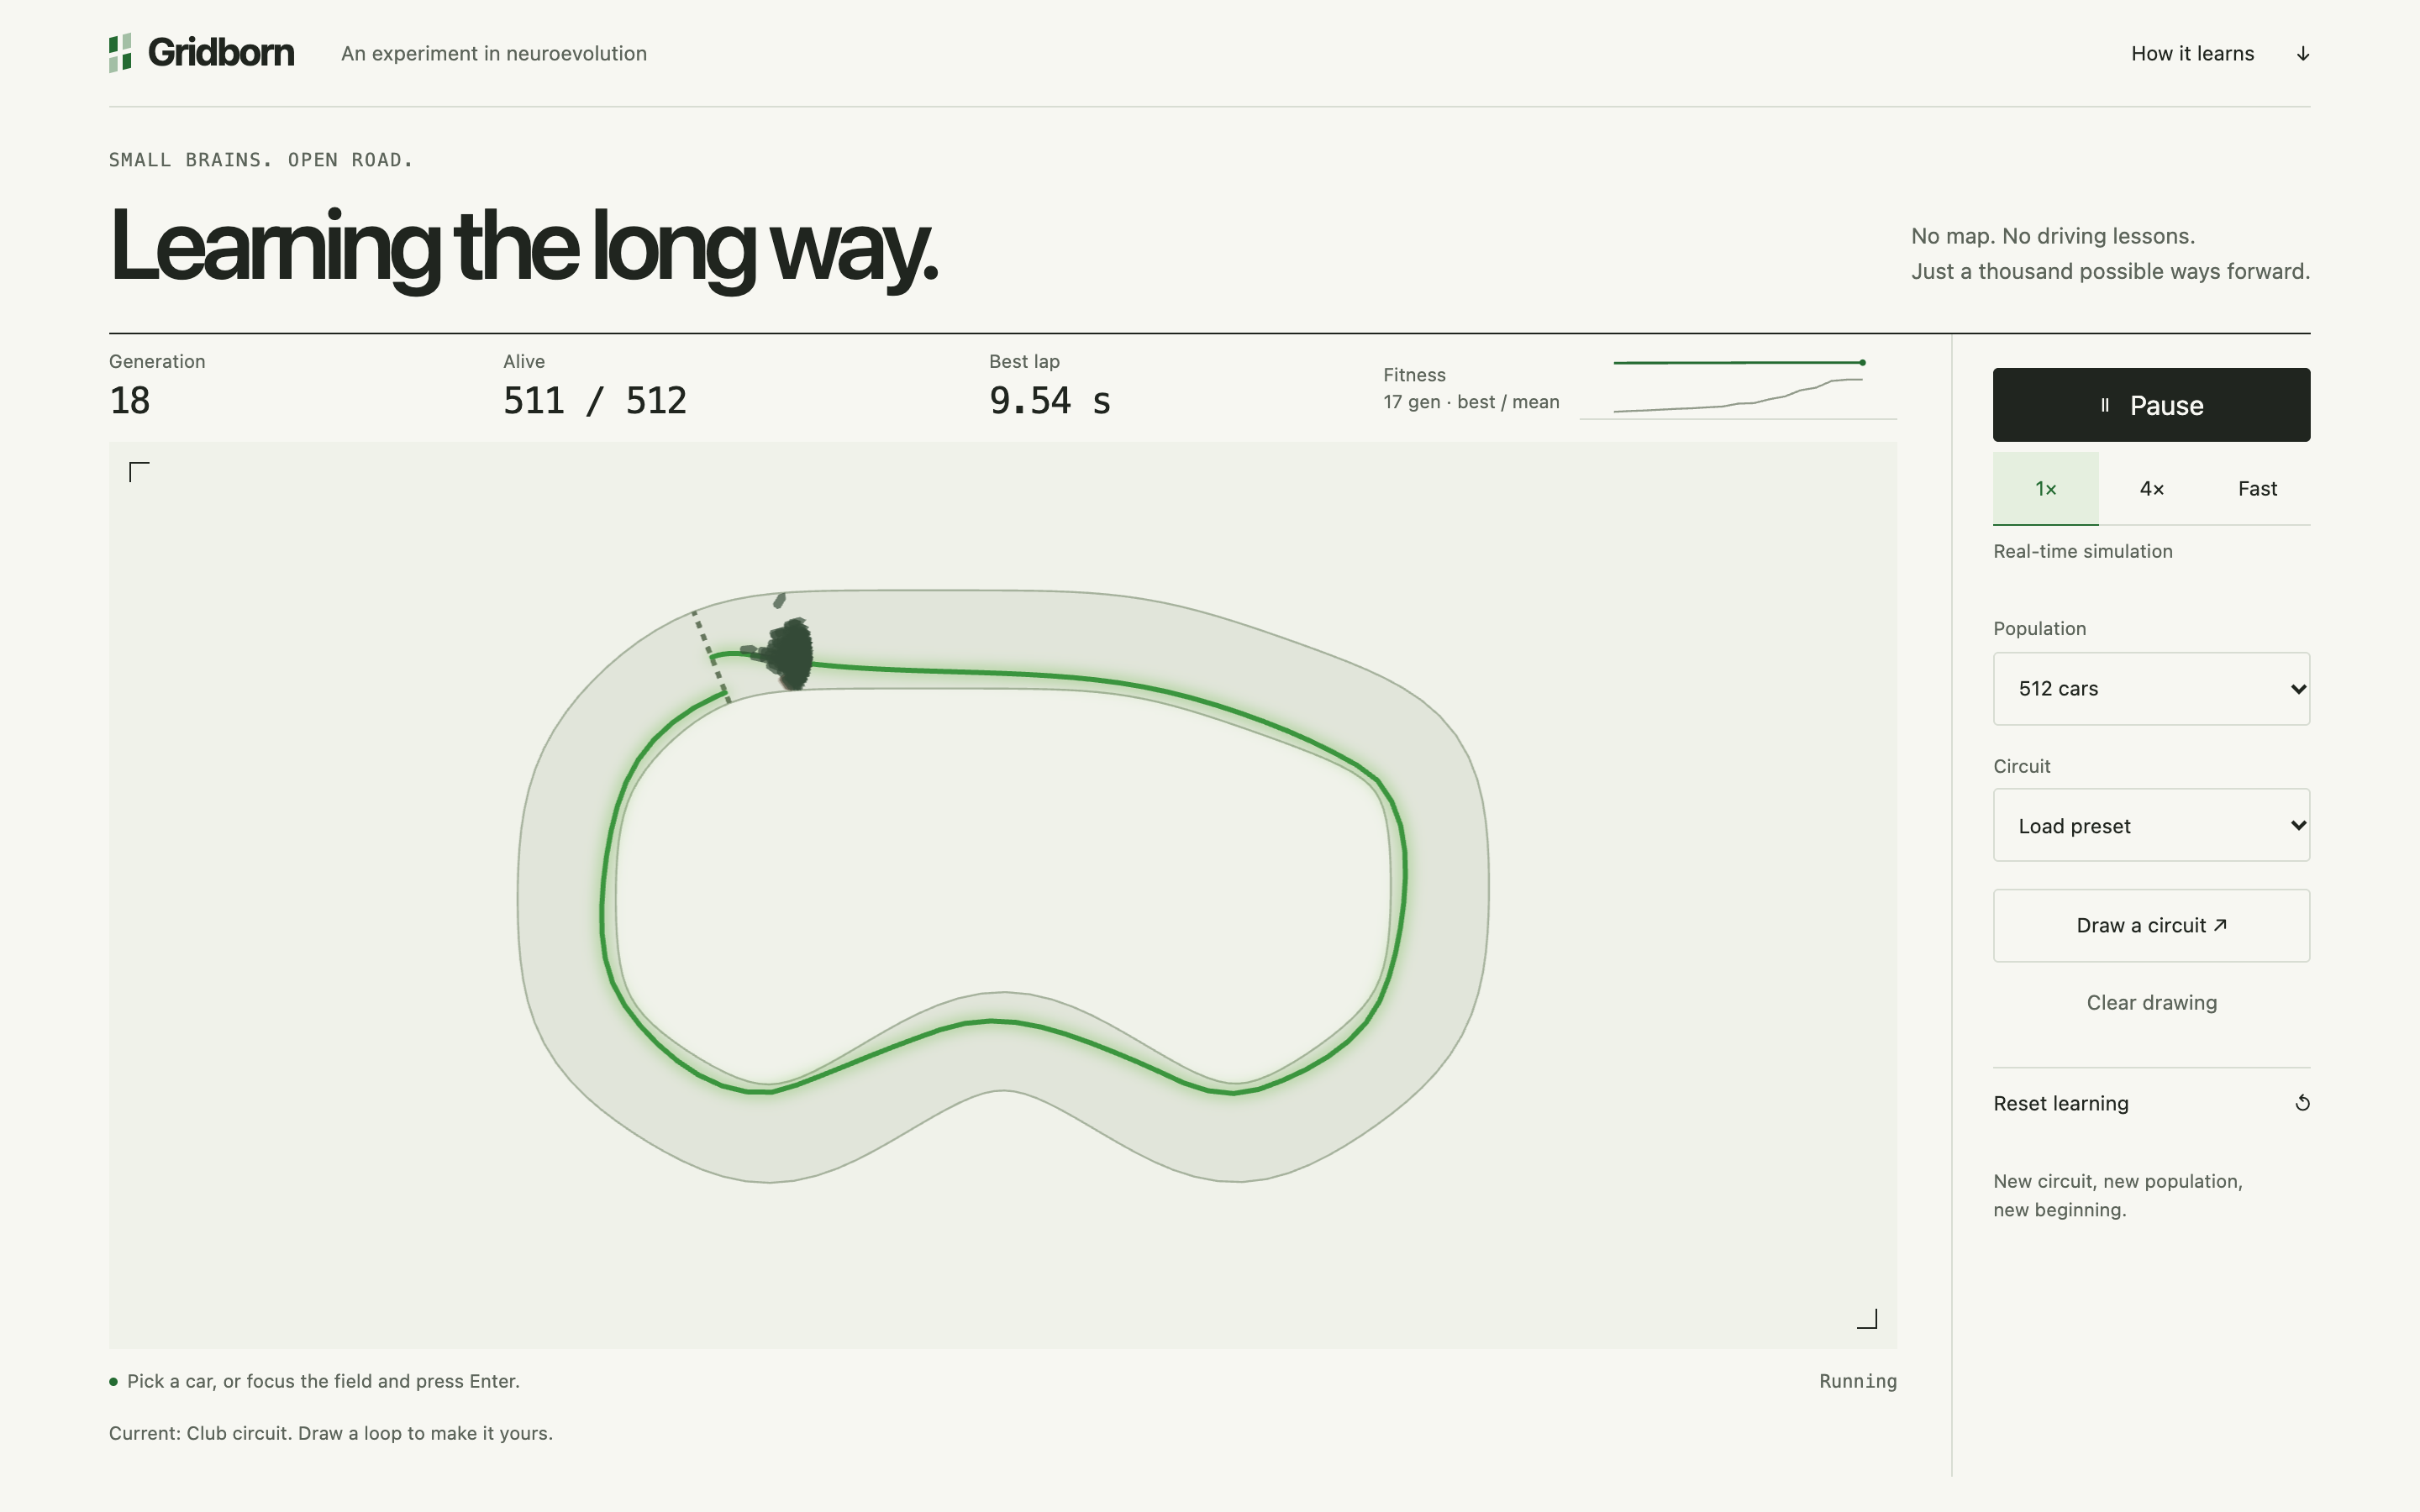 Gridborn
An experiment in neuroevolution
How it learns ↓
SMALL BRAINS. OPEN ROAD.
Learning the long way.
No map. No driving lessons.
Just a thousand possible ways forward.
Generation
18
Alive
511 / 512
Best lap
9.54 s
Fitness
17 gen · best / mean
Pause
1× 4× Fast
Real-time simulation
Population
512 cars
Circuit
Load preset
Draw a circuit ↗
Clear drawing
Reset learning
New circuit, new population,
new beginning.
Pick a car, or focus the field and press Enter.
Running
Current: Club circuit. Draw a loop to make it yours.